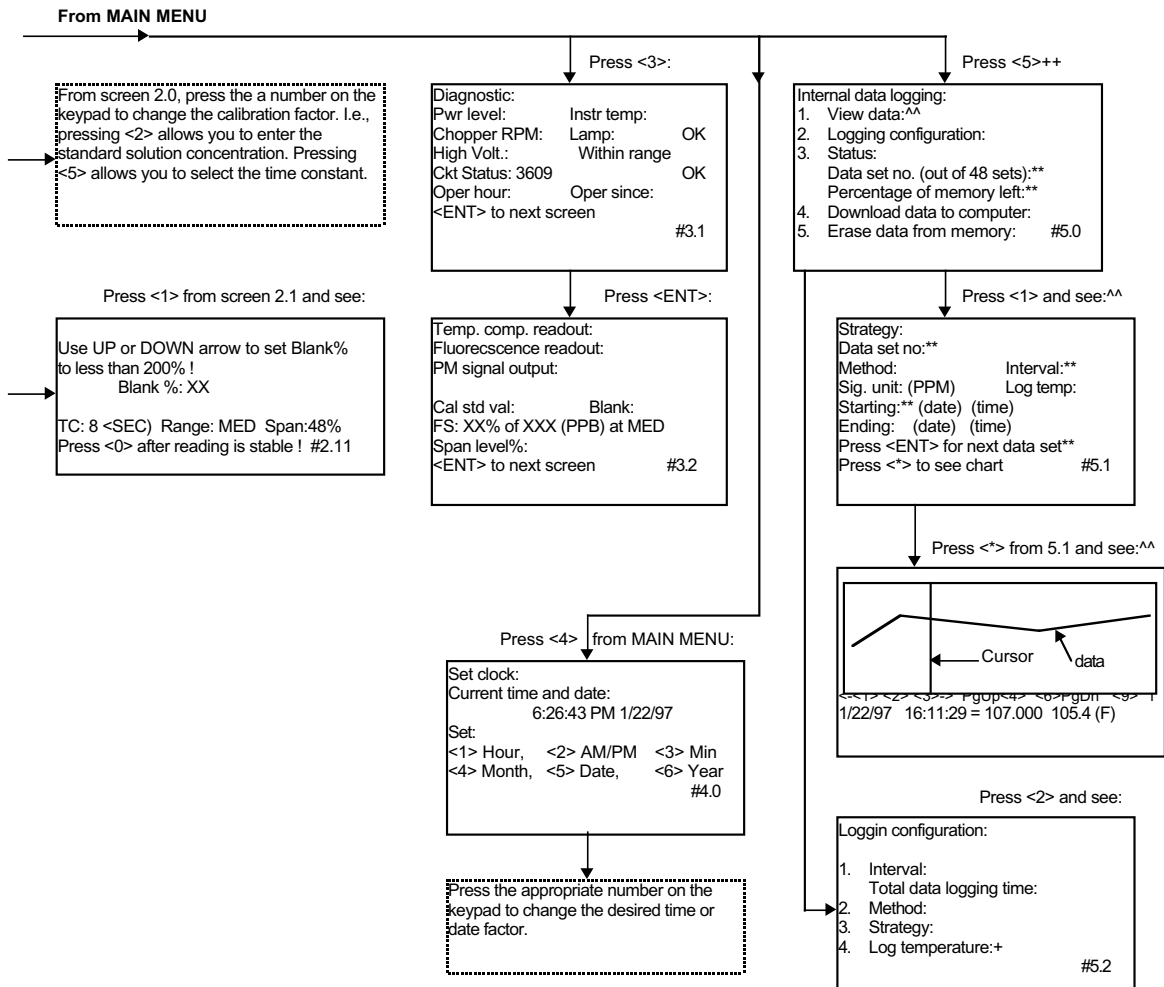 From MAIN MENU
From screen 2.0, press the a number on the
keypad to change the calibration factor. I.e.,
pressing <2> allows you to enter the
standard solution concentration. Pressing
<5> allows you to select the time constant.
Press <1> from screen 2.1 and see:
Use UP or DOWN arrow to set Blank%
to less than 200% !
Blank %: XX
TC: 8 <SEC) Range: MED Span:48%
Press <0> after reading is stable ! #2.11
Press <3>:
Diagnostic:
Pwr level: Instr temp:
Chopper RPM: Lamp: OK
High Volt.: Within range
Ckt Status: 3609 OK
Oper hour: Oper since:
<ENT> to next screen
#3.1
Press <ENT>:
Temp. comp. readout:
Fluorecscence readout:
PM signal output:
Cal std val: Blank:
FS: XX% of XXX (PPB) at MED
Span level%:
<ENT> to next screen #3.2
Press <4> from MAIN MENU:
Set clock:
Current time and date:
6:26:43 PM 1/22/97
Set:
<1> Hour, <2> AM/PM <3> Min
<4> Month, <5> Date, <6> Year
#4.0
Press the appropriate number on the
keypad to change the desired time or
date factor.
Press <5>++
Internal data logging:
1. View data:^^
2. Logging configuration:
3. Status:
Data set no. (out of 48 sets):**
Percentage of memory left:**
4. Download data to computer:
5. Erase data from memory: #5.0
Press <1> and see:^^
Strategy:
Data set no:**
Method: Interval:**
Sig. unit: (PPM) Log temp:
Starting:** (date) (time)
Ending: (date) (time)
Press <ENT> for next data set**
Press <*> to see chart #5.1
Press <*> from 5.1 and see:^^
Cursor
data
<-<1> <2> <3>-> PgUp<4> <6>PgDn <9>
1/22/97 16:11:29 = 107.000 105.4 (F)
Press <2> and see:
Loggin configuration:
1. Interval:
Total data logging time:
2. Method:
3. Strategy:
4. Log temperature:+
#5.2